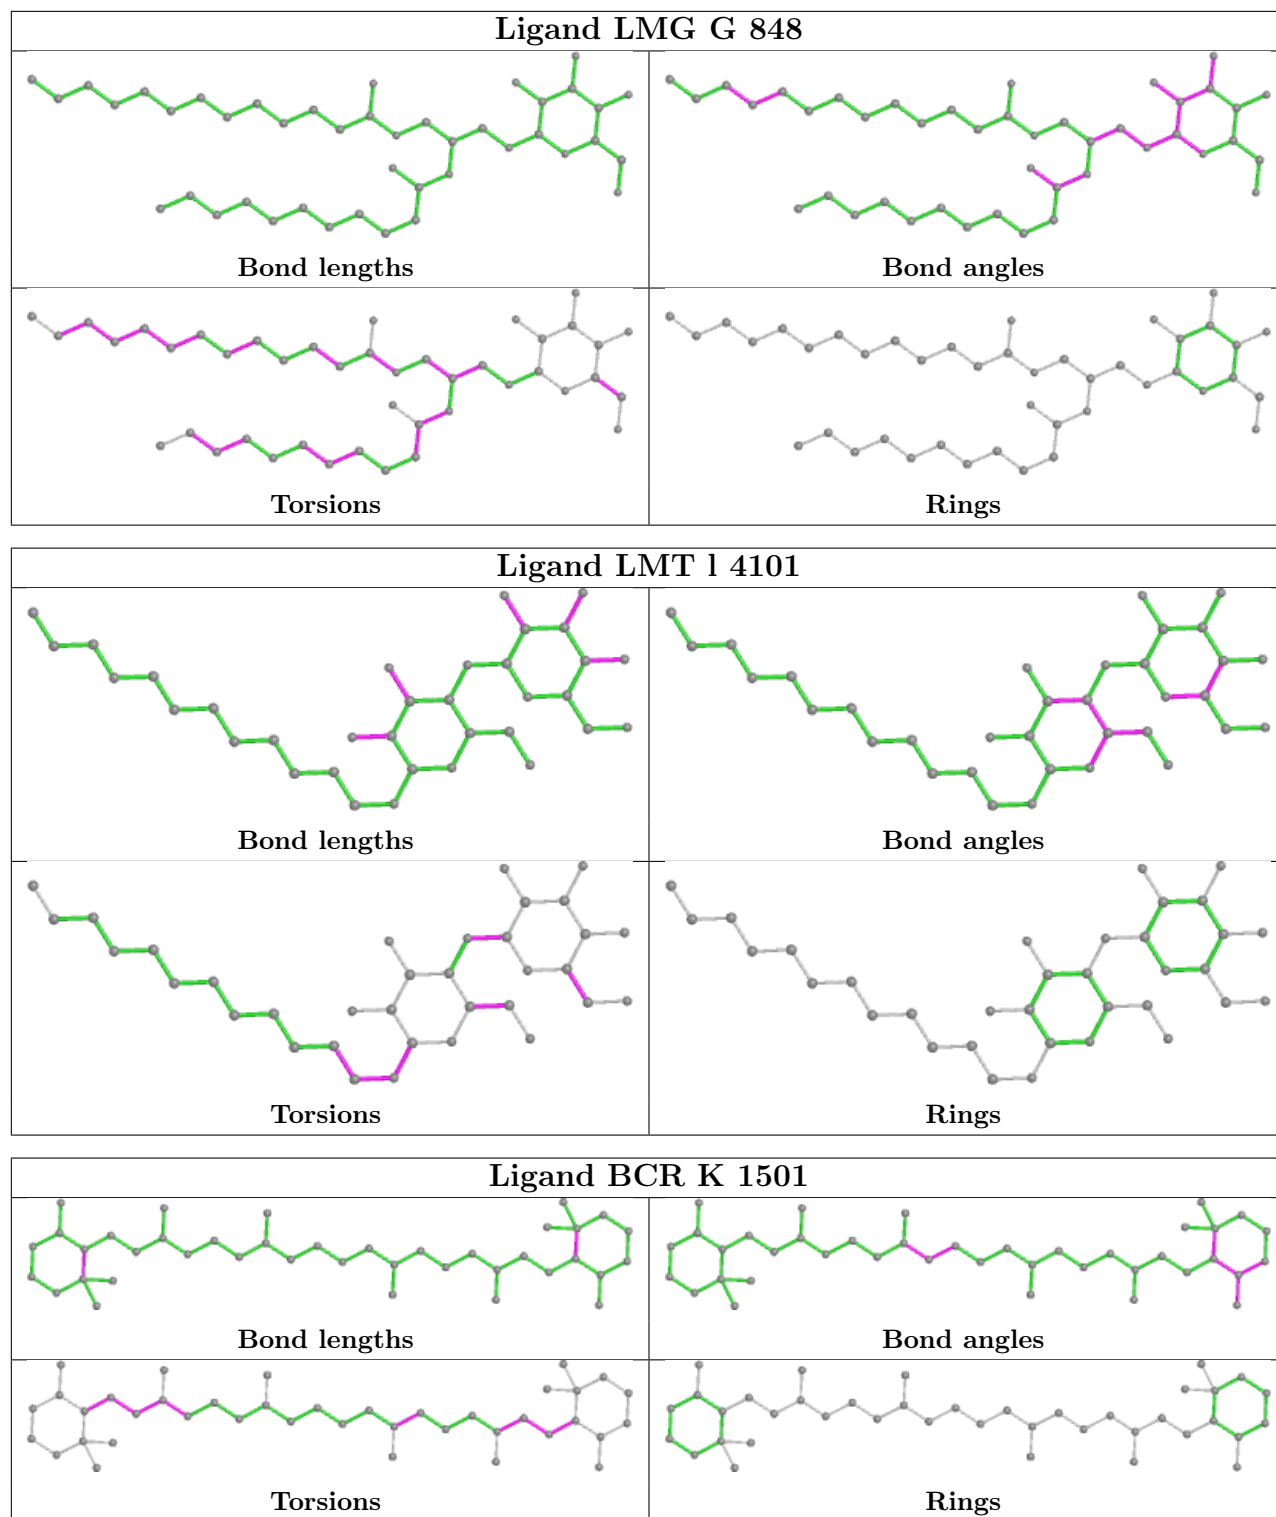 Ligand LMG G 848
Bond lengths
Bond angles
Torsions
Rings
Ligand LMT l 4101
Bond lengths
Bond angles
Torsions
Rings
Ligand BCR K 1501
Bond lengths
Bond angles
Torsions
Rings